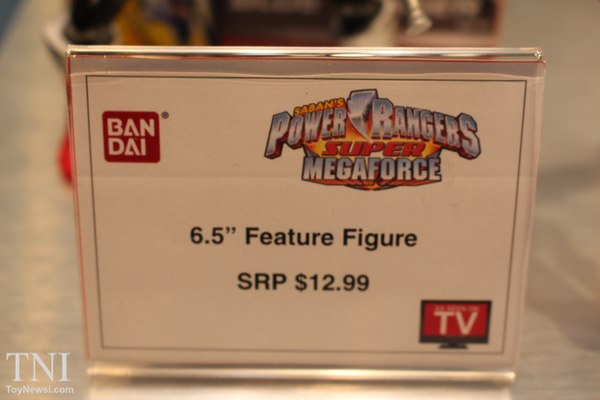 BAN
DAI
®
SABAN'S
POWER RANGERS
SUPER
MEGAFORCE
6.5” Feature Figure
SRP $12.99
AS SEEN ON
TV
TNI
ToyNewsi.com